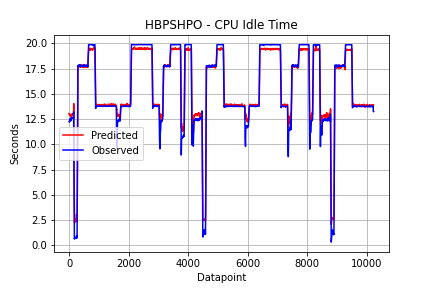 HBPSHPO - CPU Idle Time
20.0
17.5
15.0
12.5
10.0
7.5
5.0
2.5
0.0
Seconds
Predicted
Observed
0 2000 4000 6000 8000 10000
Datapoint